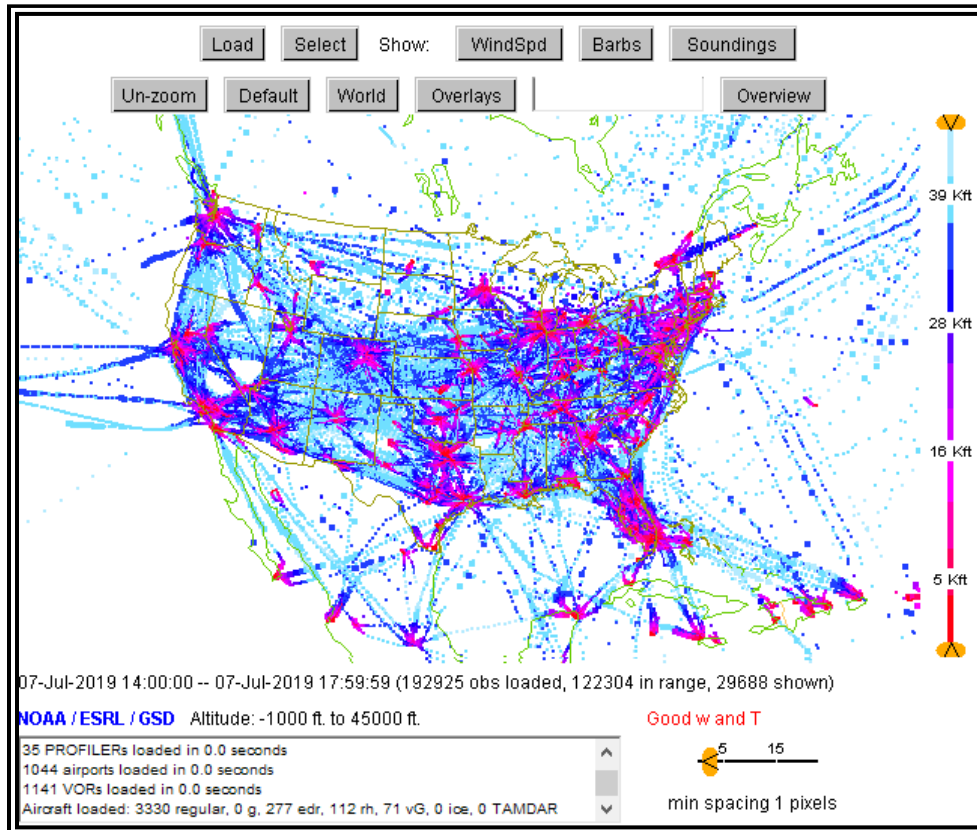 Load Select Show: WindSpd Barbs Soundings
Un-zoom Default World Overlays Overview
39 Kft
28 Kft
16 Kft
5 Kft
07-Jul-2019 14:00:00 -- 07-Jul-2019 17:59:59 (192925 obs loaded, 122304 in range, 29688 shown)
NOAA / ESRL / GSD Altitude: -1000 ft. to 45000 ft. Good w and T
35 PROFILERs loaded in 0.0 seconds
1044 airports loaded in 0.0 seconds
1141 VORs loaded in 0.0 seconds
Aircraft loaded: 3330 regular, 0 g, 277 edr, 112 rh, 71 vG, 0 ice, 0 TAMDAR
5 15
min spacing 1 pixels